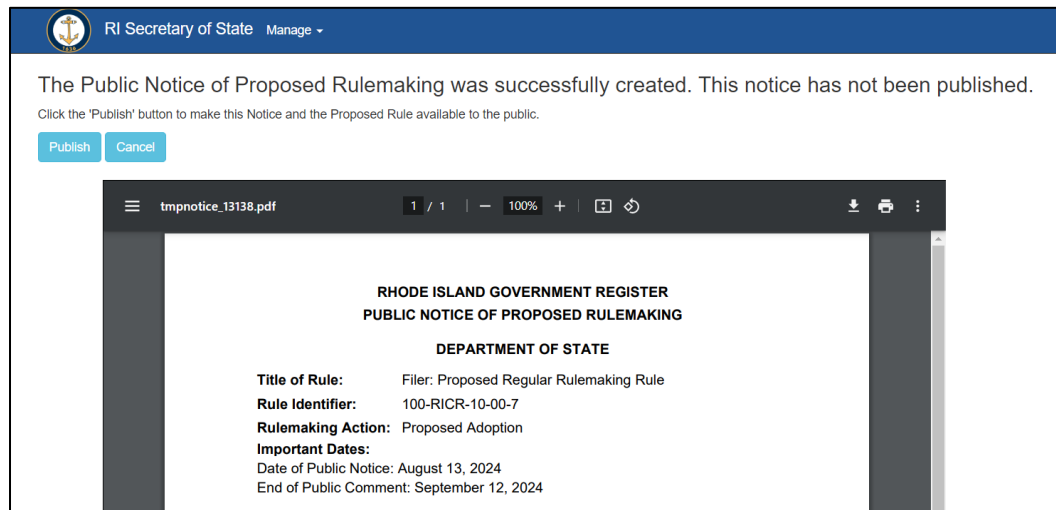 RI Secretary of State Manage
The Public Notice of Proposed Rulemaking was successfully created. This notice has not been published.
Click the 'Publish' button to make this Notice and the Proposed Rule available to the public.
Publish Cancel
tmpnotice_13138.pdf 1 / 1 | − 100% +
RHODE ISLAND GOVERNMENT REGISTER
PUBLIC NOTICE OF PROPOSED RULEMAKING
DEPARTMENT OF STATE
Title of Rule: Filer: Proposed Regular Rulemaking Rule
Rule Identifier: 100-RICR-10-00-7
Rulemaking Action: Proposed Adoption
Important Dates:
Date of Public Notice: August 13, 2024
End of Public Comment: September 12, 2024